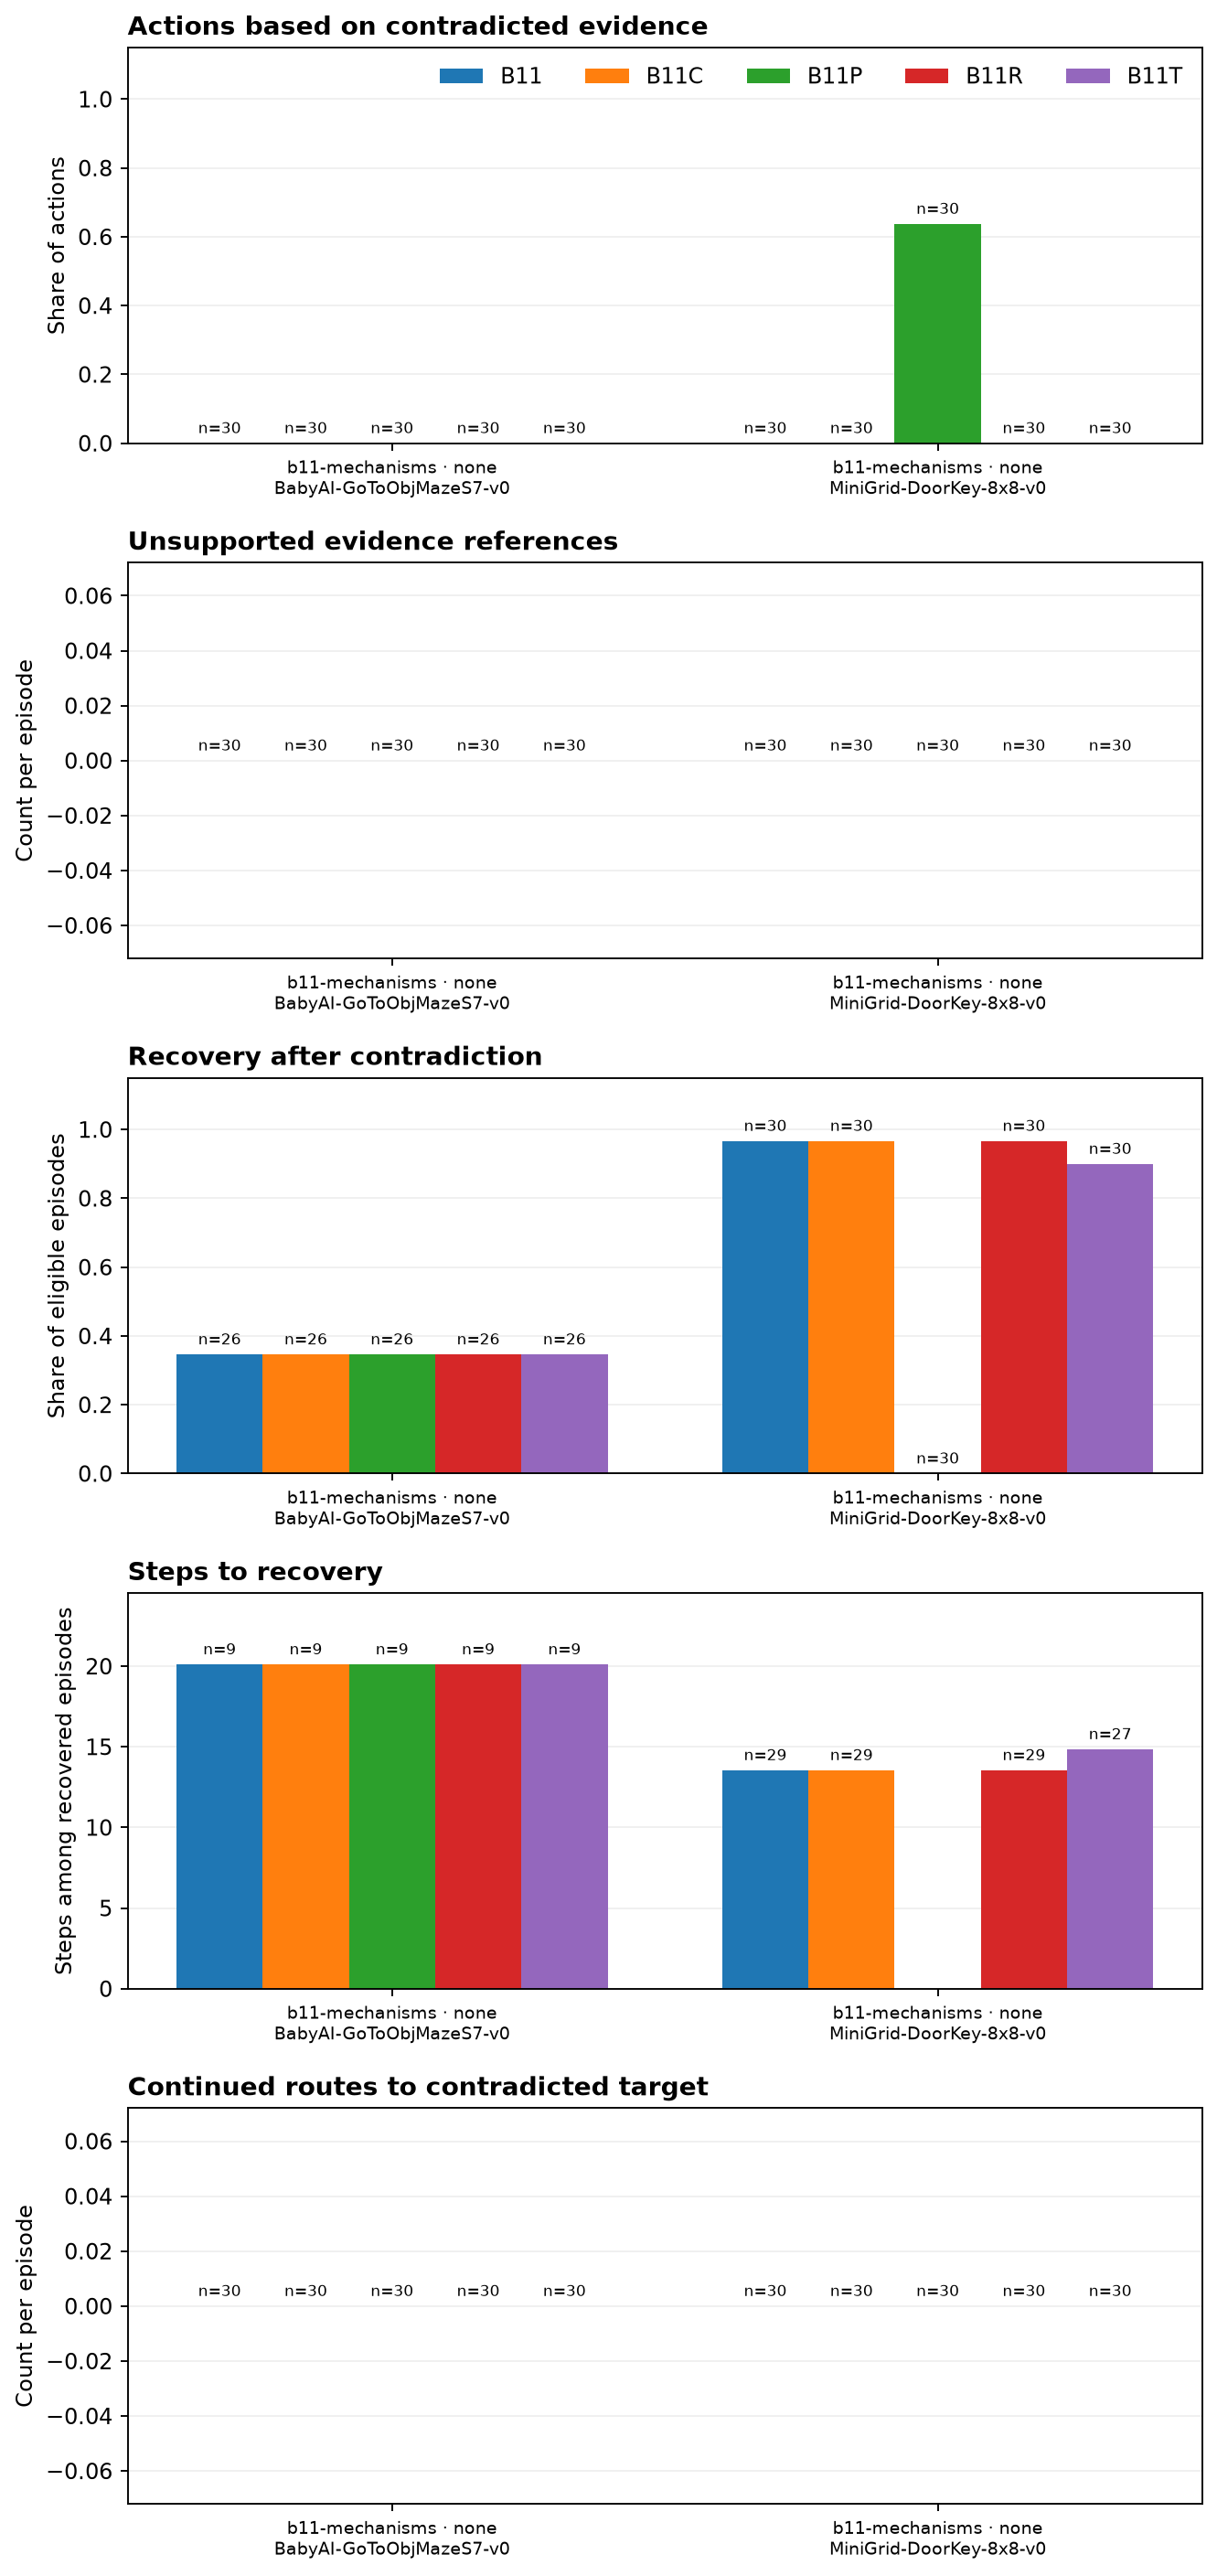 Actions based on contradicted evidence
B11 B11C B11P B11R B11T
Share of actions
1.0
0.8
0.6
0.4
0.2
0.0
n=30
n=30 n=30 n=30 n=30 n=30 n=30 n=30 n=30 n=30
b11-mechanisms · none b11-mechanisms · none
BabyAI-GoToObjMazeS7-v0 MiniGrid-DoorKey-8x8-v0
Unsupported evidence references
Count per episode
0.06
0.04
0.02
0.00
−0.02
−0.04
−0.06
n=30 n=30 n=30 n=30 n=30 n=30 n=30 n=30 n=30 n=30
b11-mechanisms · none b11-mechanisms · none
BabyAI-GoToObjMazeS7-v0 MiniGrid-DoorKey-8x8-v0
Recovery after contradiction
Share of eligible episodes
1.0
0.8
0.6
0.4
0.2
0.0
n=30 n=30 n=30
n=30
n=26 n=26 n=26 n=26 n=26
n=30
b11-mechanisms · none b11-mechanisms · none
BabyAI-GoToObjMazeS7-v0 MiniGrid-DoorKey-8x8-v0
Steps to recovery
Steps among recovered episodes
20
15
10
5
0
n=9 n=9 n=9 n=9 n=9
n=27
n=29 n=29 n=29
b11-mechanisms · none b11-mechanisms · none
BabyAI-GoToObjMazeS7-v0 MiniGrid-DoorKey-8x8-v0
Continued routes to contradicted target
Count per episode
0.06
0.04
0.02
0.00
−0.02
−0.04
−0.06
n=30 n=30 n=30 n=30 n=30 n=30 n=30 n=30 n=30 n=30
b11-mechanisms · none b11-mechanisms · none
BabyAI-GoToObjMazeS7-v0 MiniGrid-DoorKey-8x8-v0